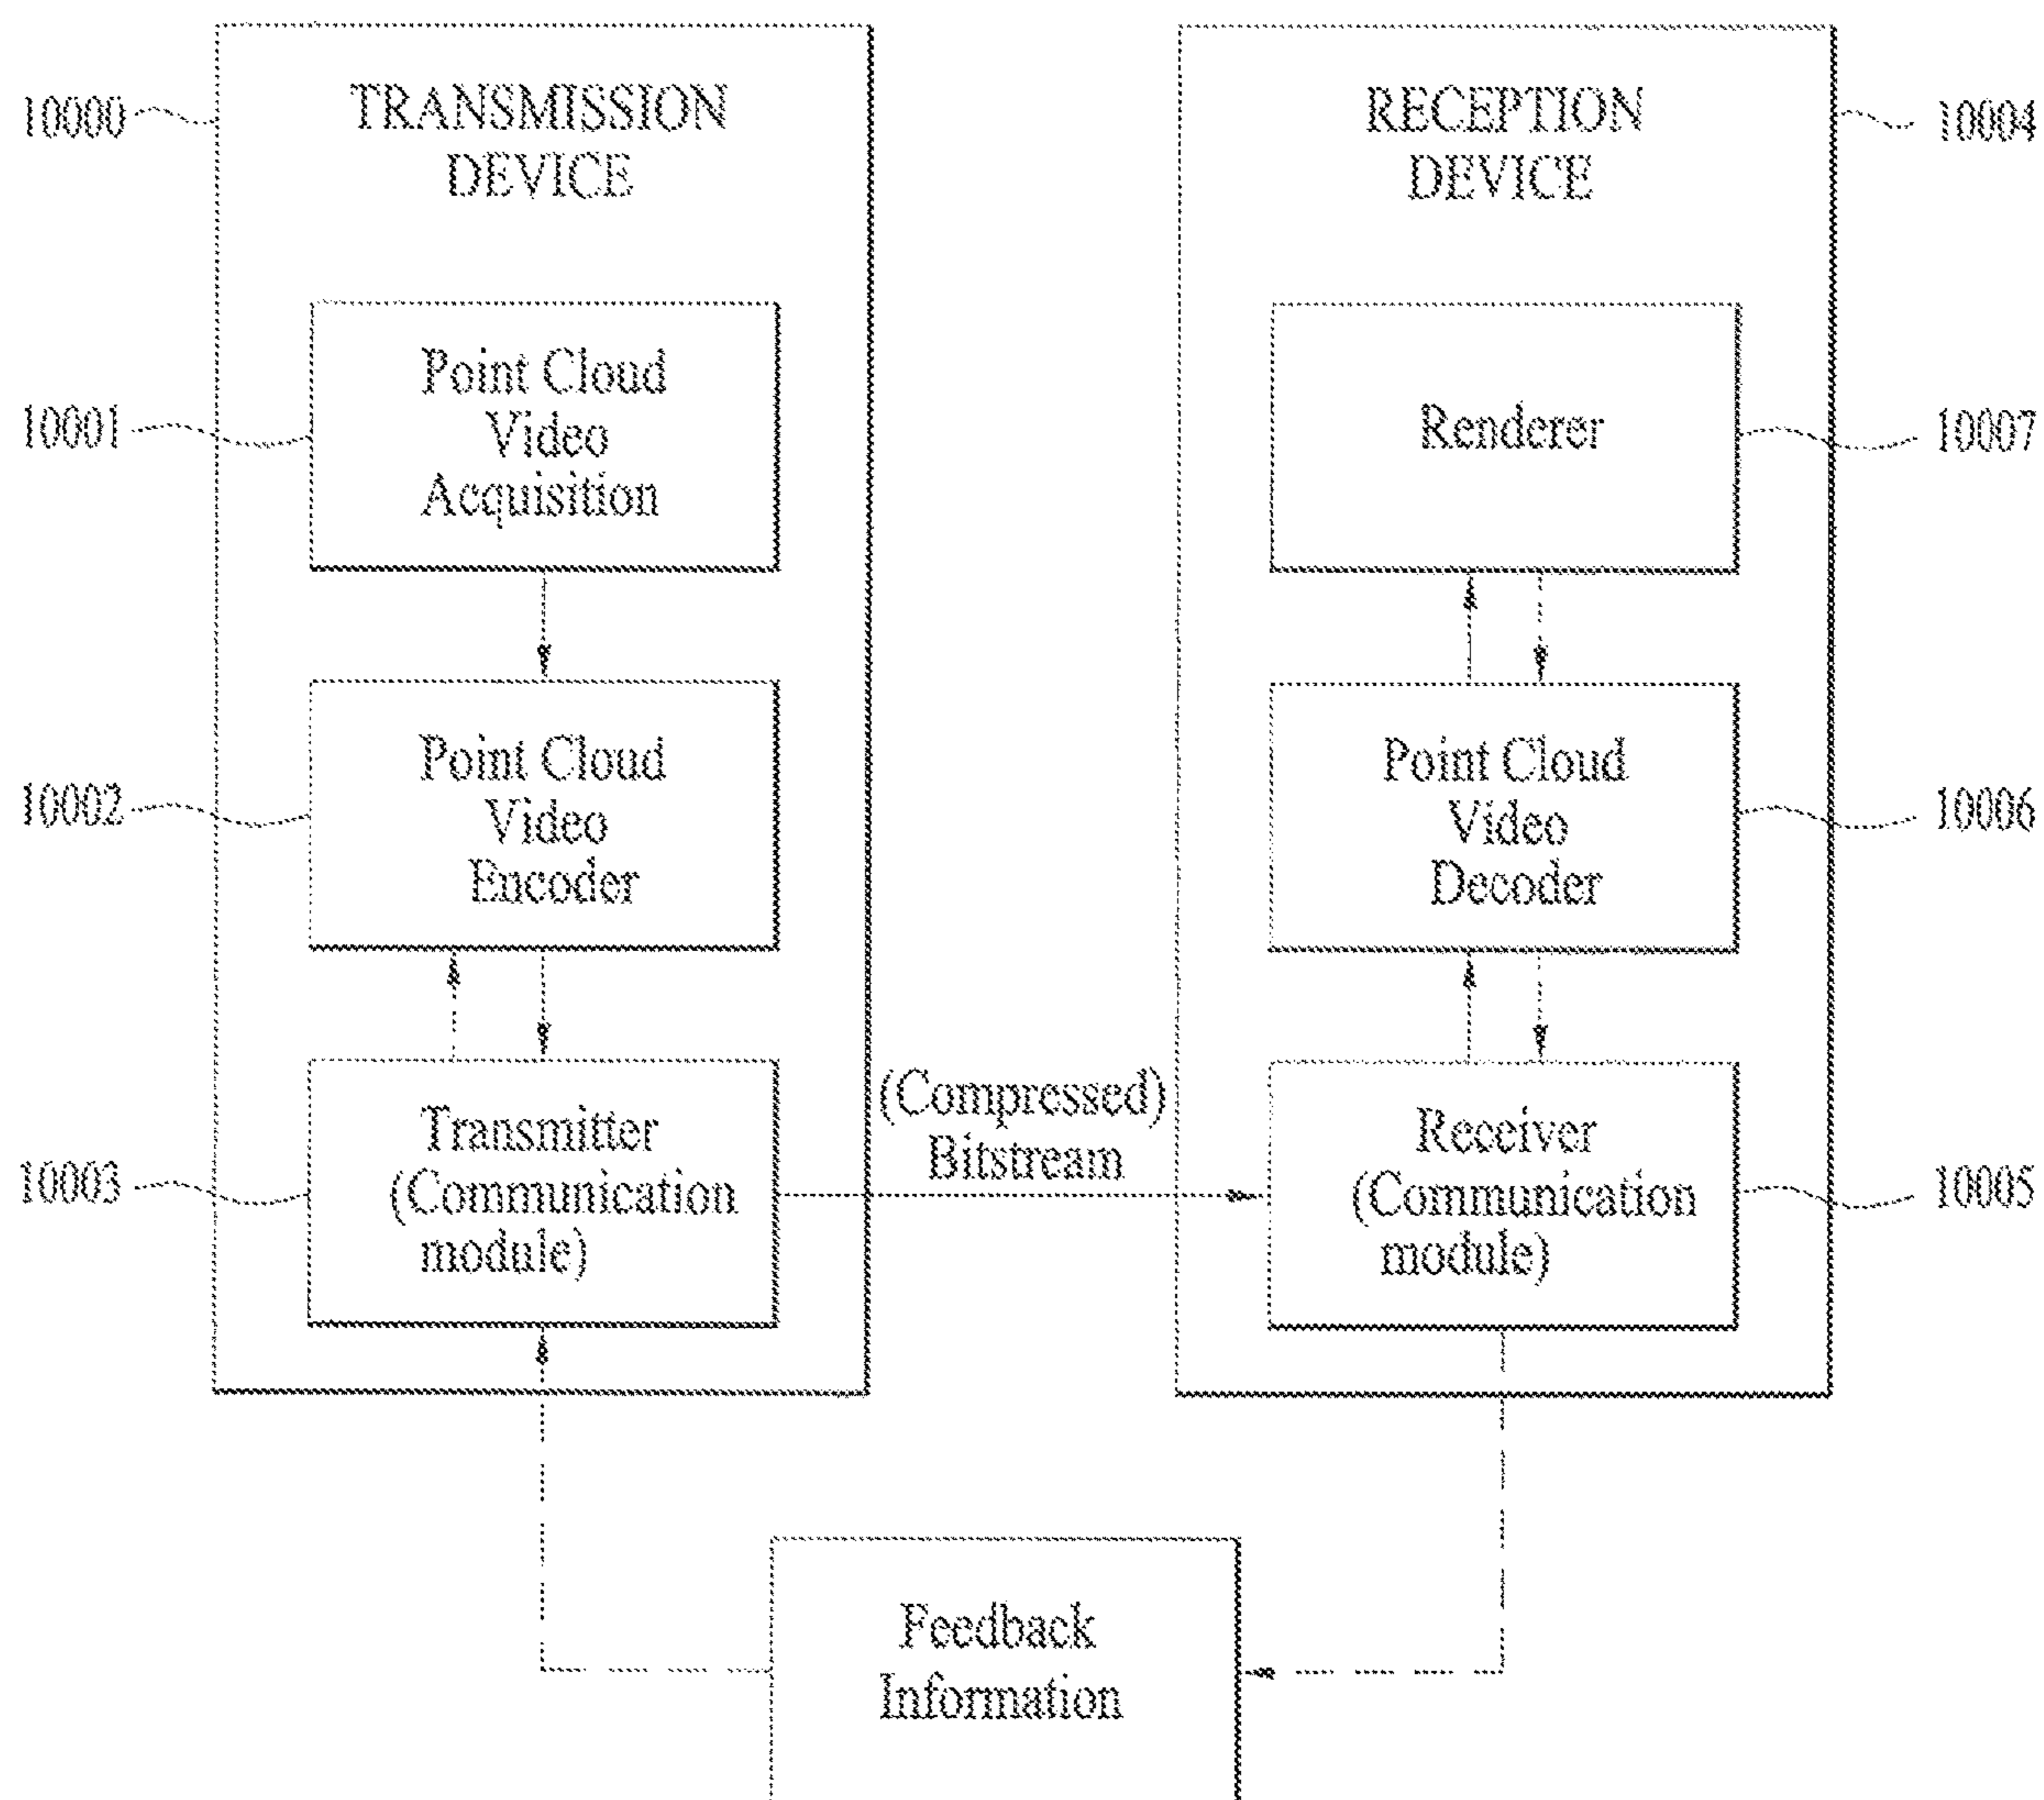 10000
TRANSMISSION
DEVICE
10001
Point Cloud
Video
Acquisition
10002
Point Cloud
Video
Encoder
10003
Transmitter
(Communication
module)
(Compressed)
Bitstream
RECEPTION
DEVICE
10004
Renderer
10007
Point Cloud
Video
Decoder
10006
Receiver
(Communication
module)
10005
Feedback
Information